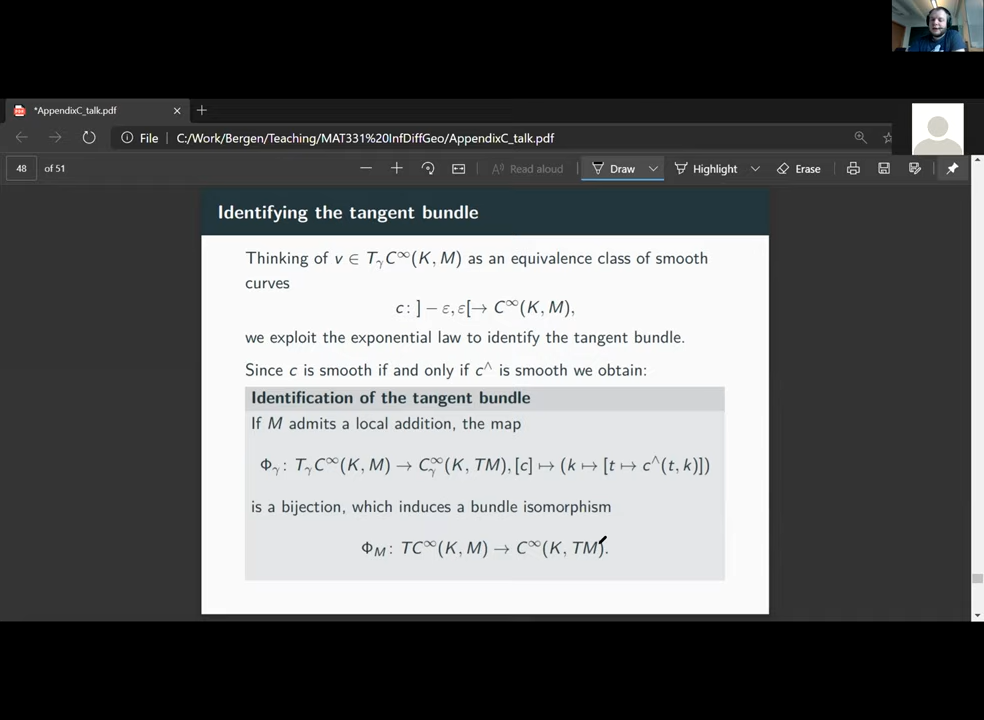 *AppendixC_talk.pdf
File C:/Work/Bergen/Teaching/MAT331%20InfDiffGeo/AppendixC_talk.pdf
48 of 51 Read aloud Draw Highlight Erase
Identifying the tangent bundle
Thinking of v ∈ T_γ C^∞(K, M) as an equivalence class of smooth
curves
c: ] − ε, ε[→ C^∞(K, M),
we exploit the exponential law to identify the tangent bundle.
Since c is smooth if and only if c^∧ is smooth we obtain:
Identification of the tangent bundle
If M admits a local addition, the map
Φ_γ: T_γ C^∞(K, M) → C^∞_γ(K, TM), [c] ↦ (k ↦ [t ↦ c^∧(t, k)])
is a bijection, which induces a bundle isomorphism
Φ_M: TC^∞(K, M) → C^∞(K, TM).